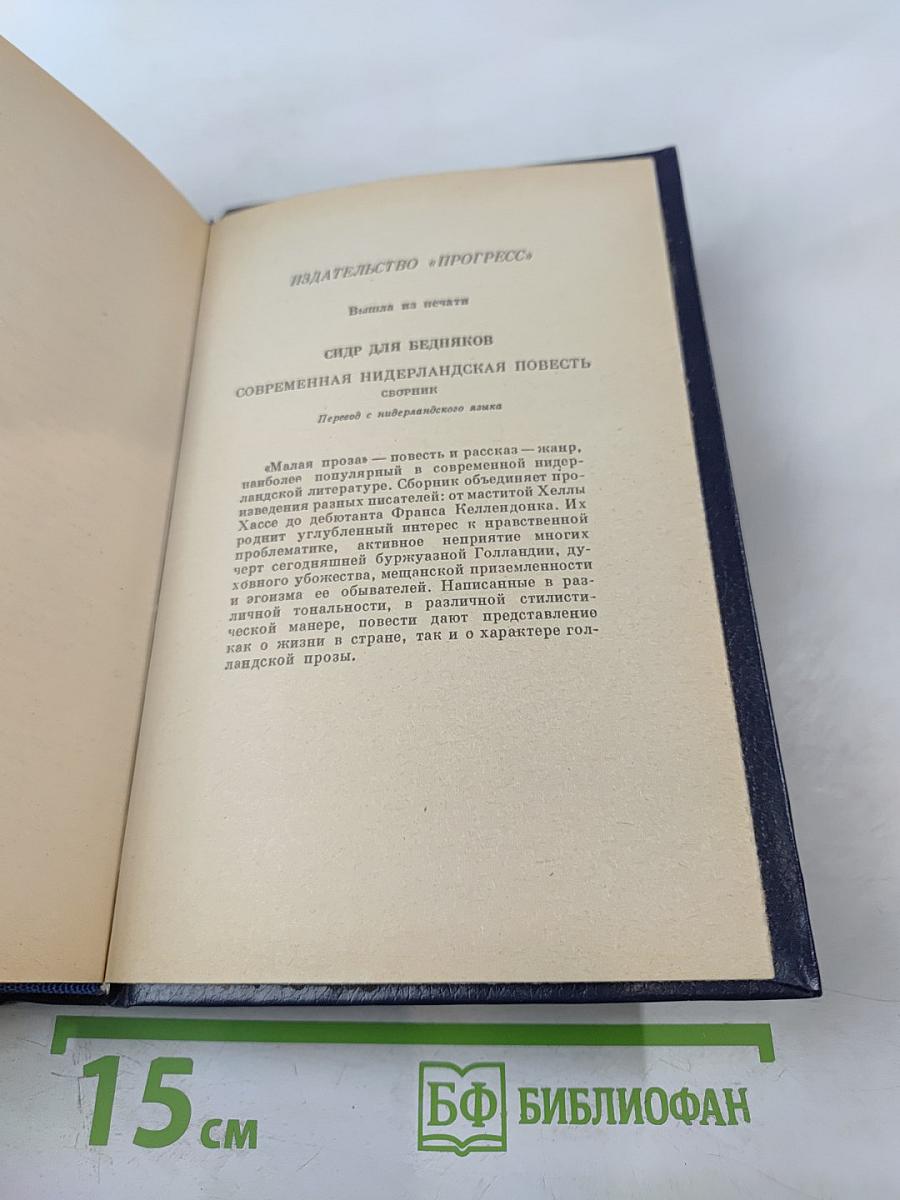 ИЗДАТЕЛЬСТВО «ПРОГРЕСС»
Вышла из печати
СИДР ДЛЯ БЕДНЯКОВ
СОВРЕМЕННАЯ НИДЕРЛАНДСКАЯ ПОВЕСТЬ
СБОРНИК
Перевод с нидерландского языка
«Малая проза» — повесть и рассказ — жанр,
наиболее популярный в современной нидер-
ландской литературе. Сборник объединяет про-
изведения разных писателей: от маститой Хеллы
Хассе до дебютанта Франса Келлендонка. Их
роднит углубленный интерес к нравственной
проблематике, активное неприятие многих
черт сегодняшней буржуазной Голландии, ду-
ховного убожества, мещанской приземленности
и эгоизма ее обывателей. Написанные в раз-
личной тональности, в различной стилисти-
ческой манере, повести дают представление
как о жизни в стране, так и о характере гол-
ландской прозы.
15 см
БФ БИБЛИОФАН